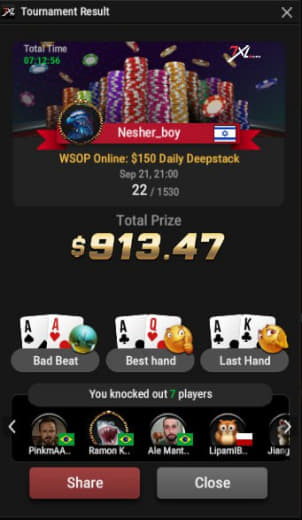 7XL Tournament Result
Total Time
07:12:56
7XL
Nesher_boy
WSOP Online: $150 Daily Deepstack
Sep 21, 21:00
22 / 1530
Total Prize
$913.47
A A
A Q
A K
Bad Beat
Best hand
Last Hand
You knocked out 7 players
PinkmAA..
Ramon K..
Ale Mant..
LipamIB..
Jiang
Share
Close